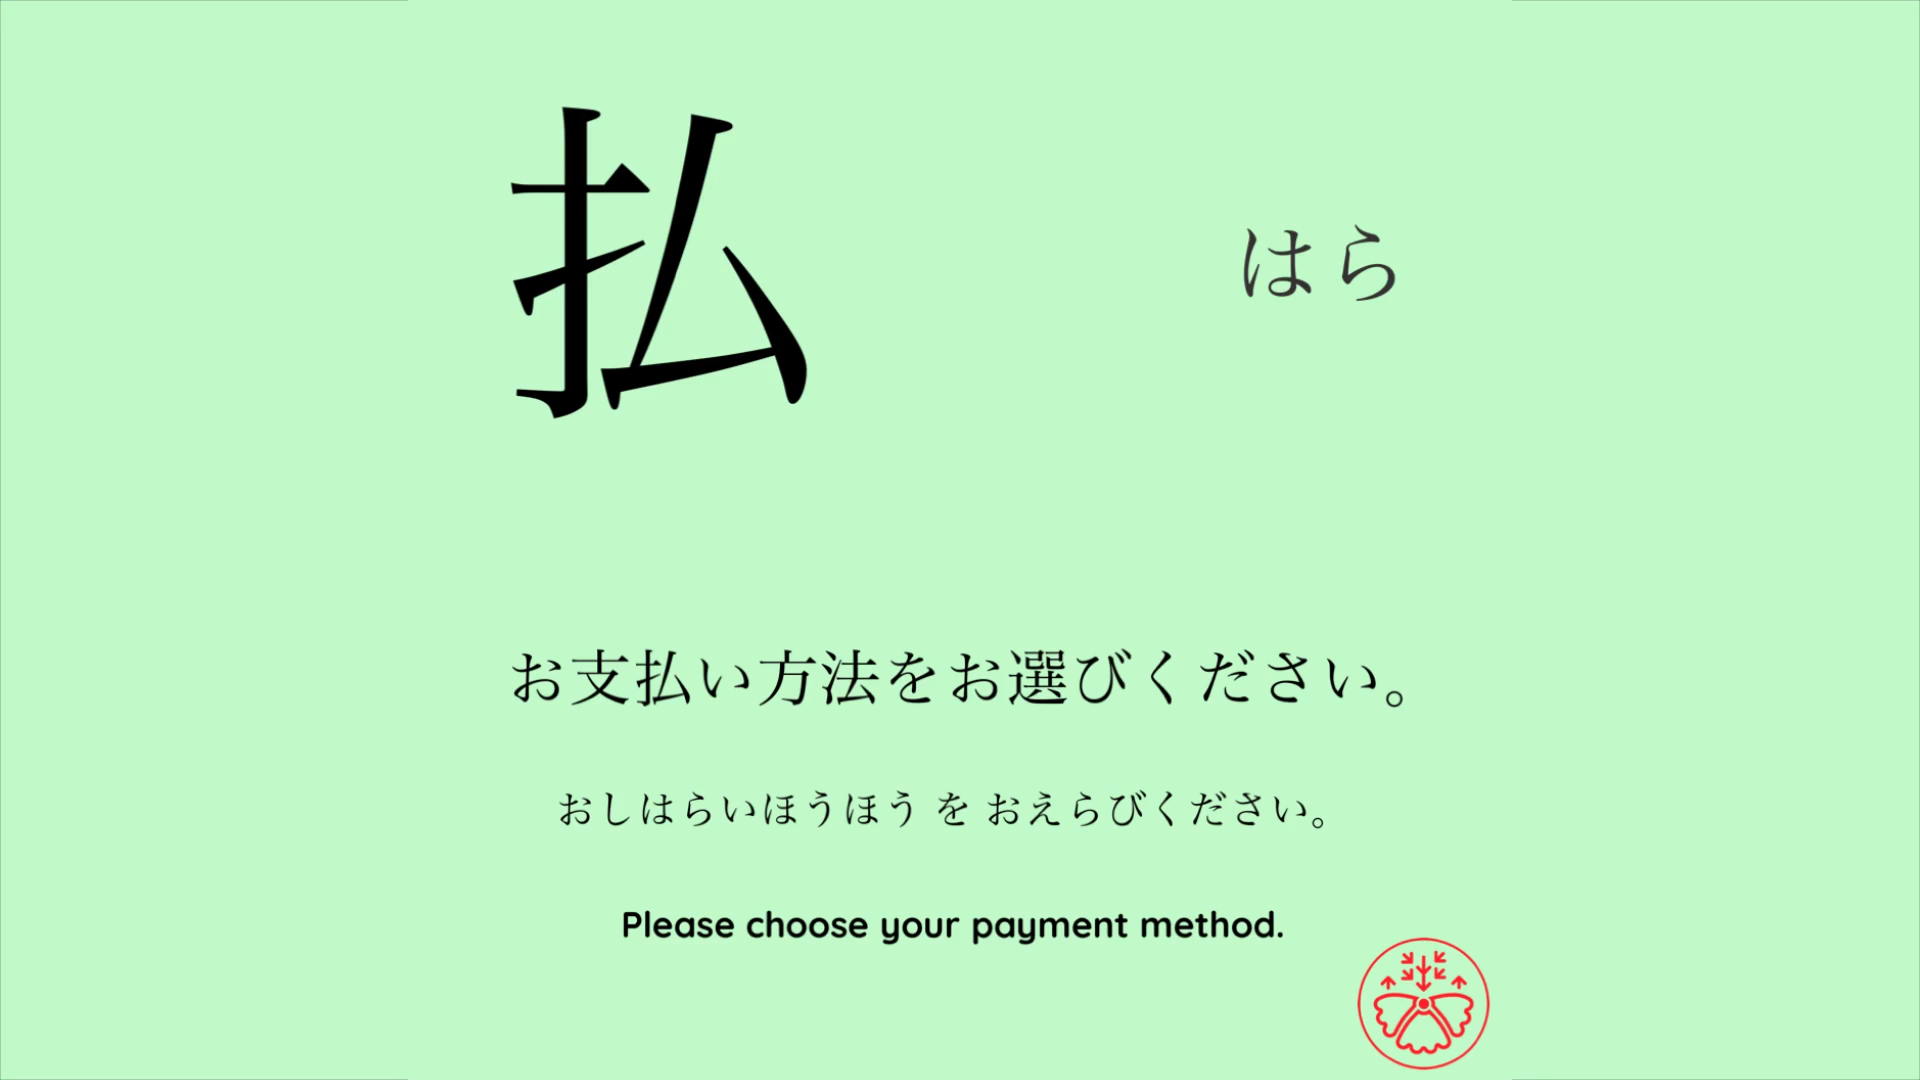 払
はら
お支払い方法をお選びください。
おしはらいほうほう を おえらびください。
Please choose your payment method.